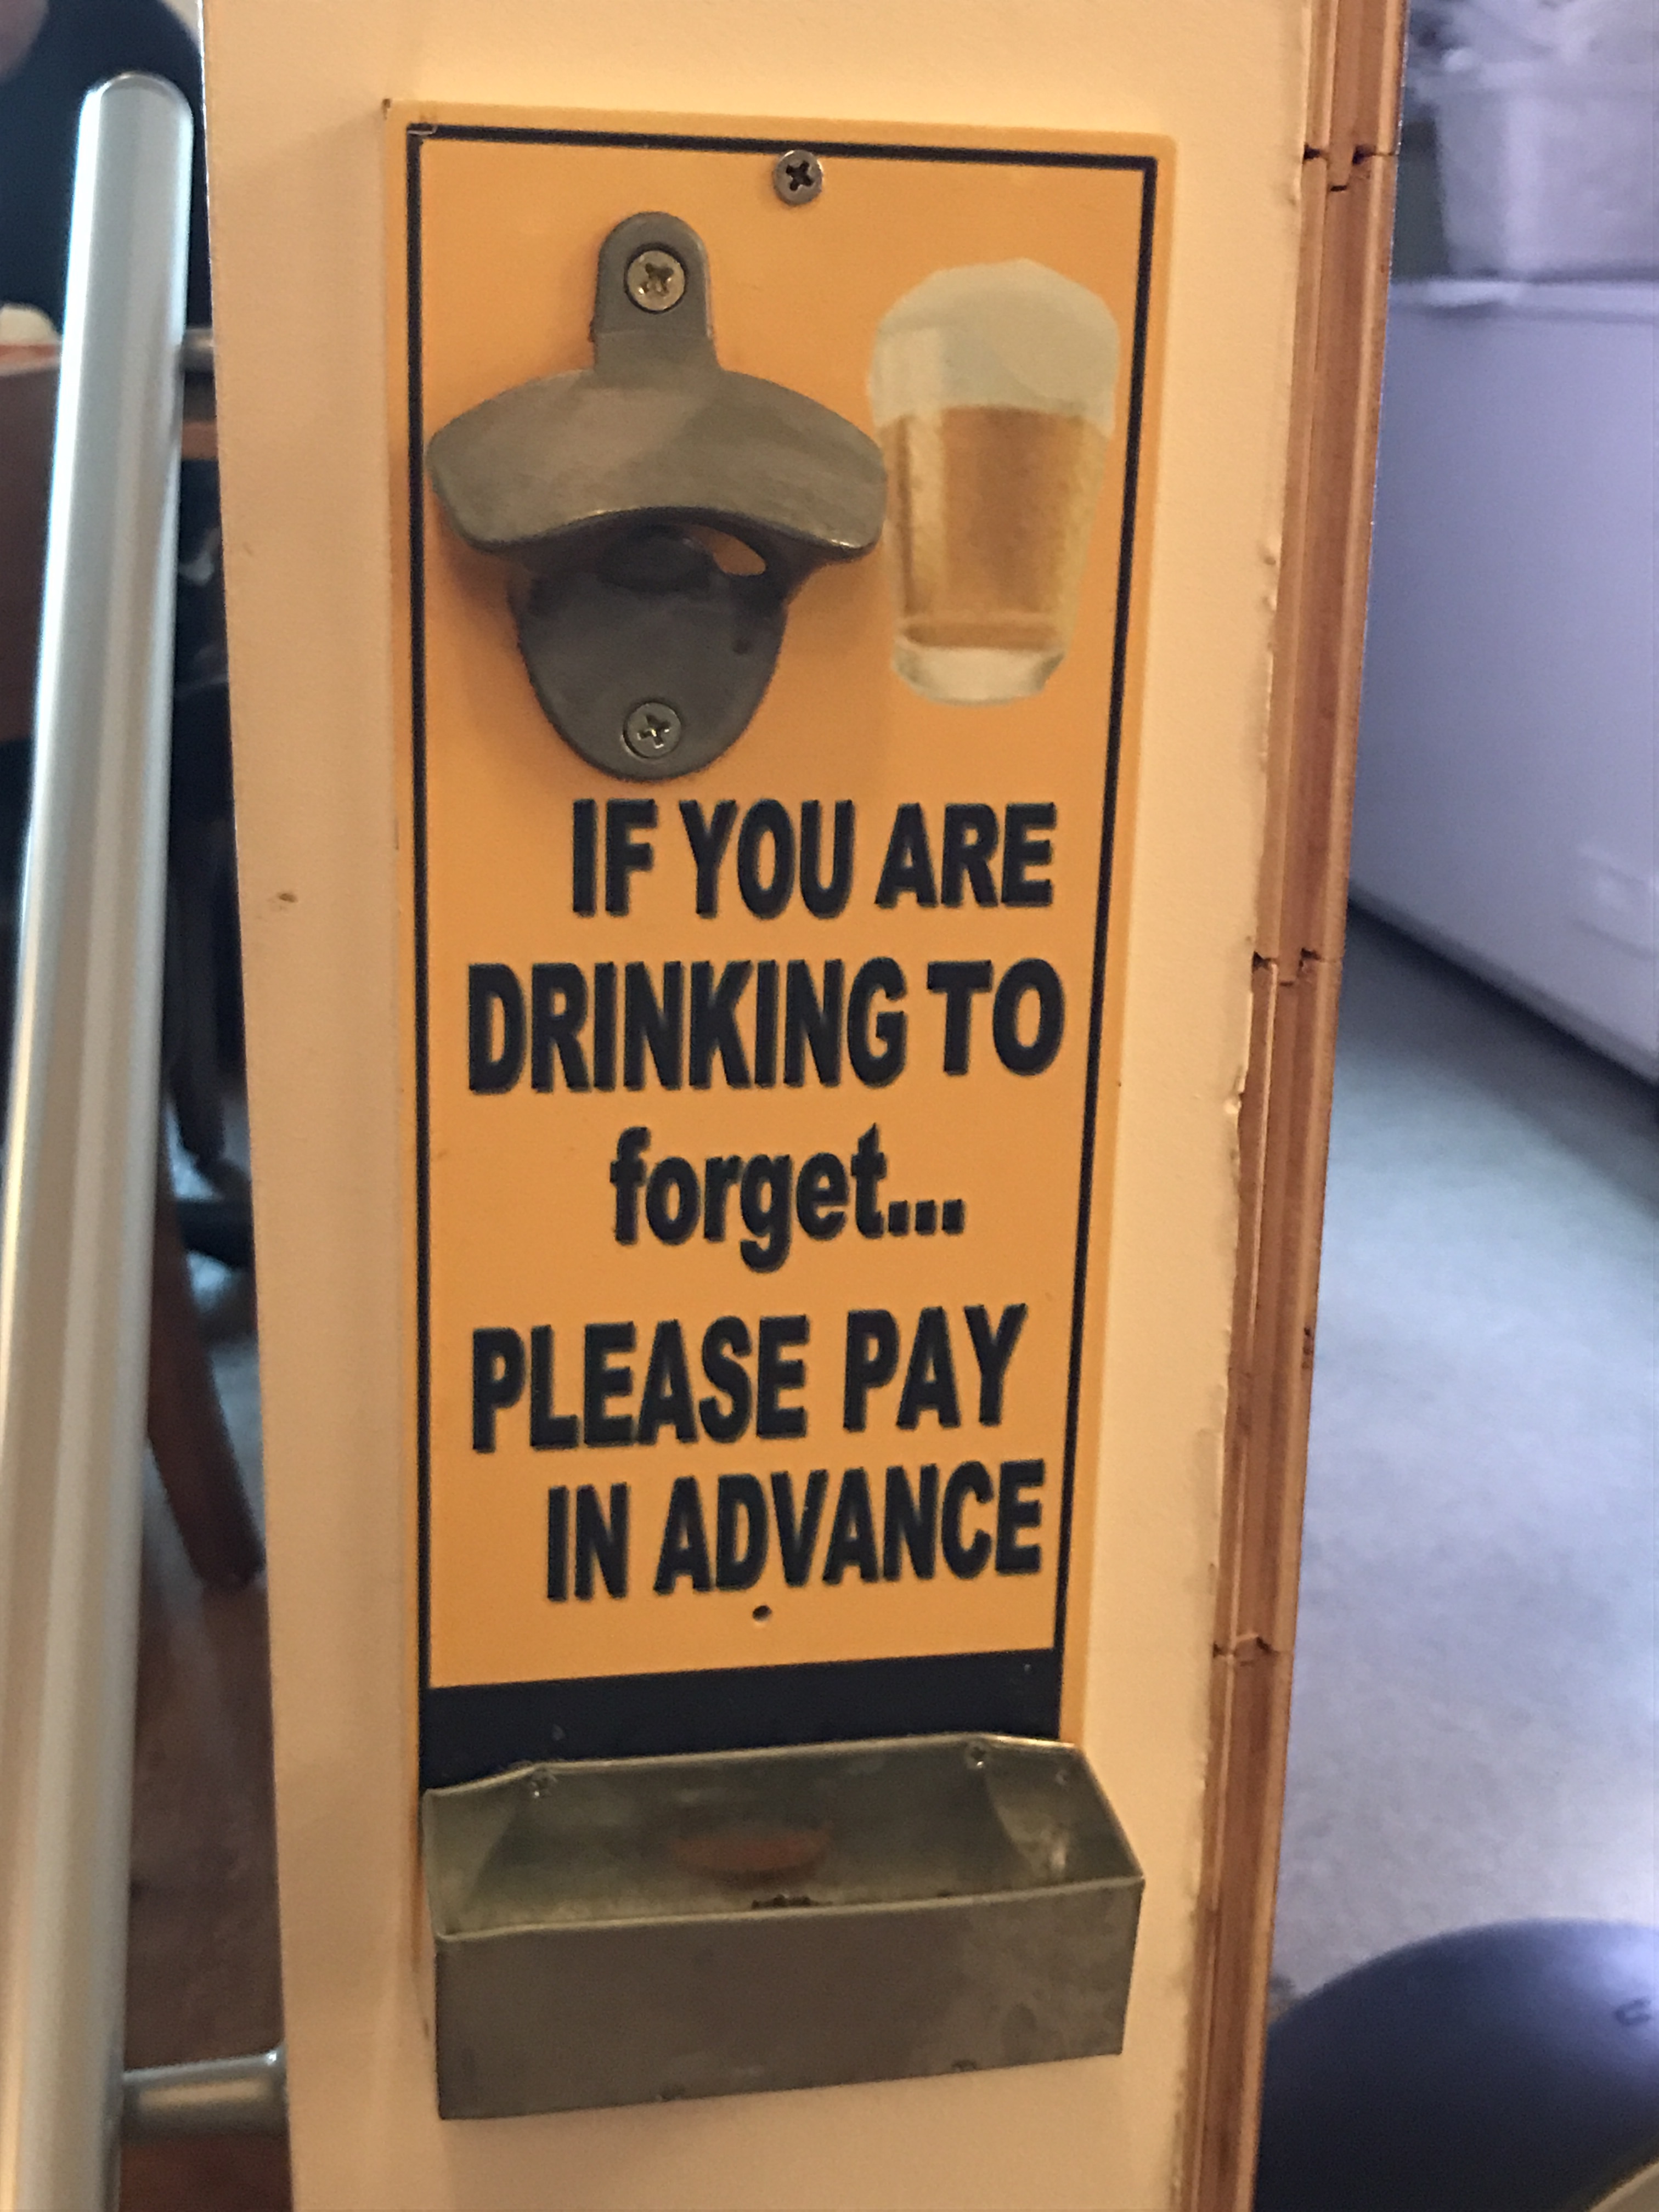 IF YOU ARE
DRINKING TO
forget...
PLEASE PAY
IN ADVANCE